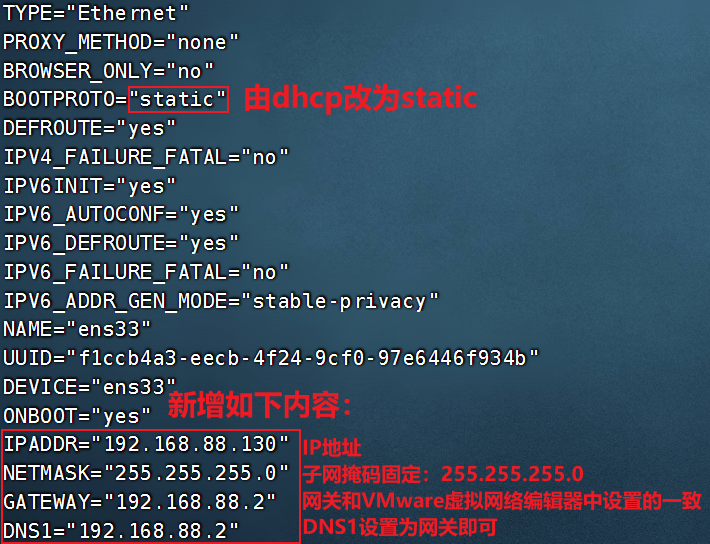 TYPE="Ethernet"
PROXY_METHOD="none"
BROWSER_ONLY="no"
BOOTPROTO="static" 由dhcp改为static
DEFROUTE="yes"
IPV4_FAILURE_FATAL="no"
IPV6INIT="yes"
IPV6_AUTOCONF="yes"
IPV6_DEFROUTE="yes"
IPV6_FAILURE_FATAL="no"
IPV6_ADDR_GEN_MODE="stable-privacy"
NAME="ens33"
UUID="f1ccb4a3-eecb-4f24-9cf0-97e6446f934b"
DEVICE="ens33"
ONBOOT="yes" 新增如下内容：
IPADDR="192.168.88.130" IP地址
NETMASK="255.255.255.0" 子网掩码固定：255.255.255.0
GATEWAY="192.168.88.2" 网关和VMware虚拟网络编辑器中设置的一致
DNS1="192.168.88.2" DNS1设置为网关即可